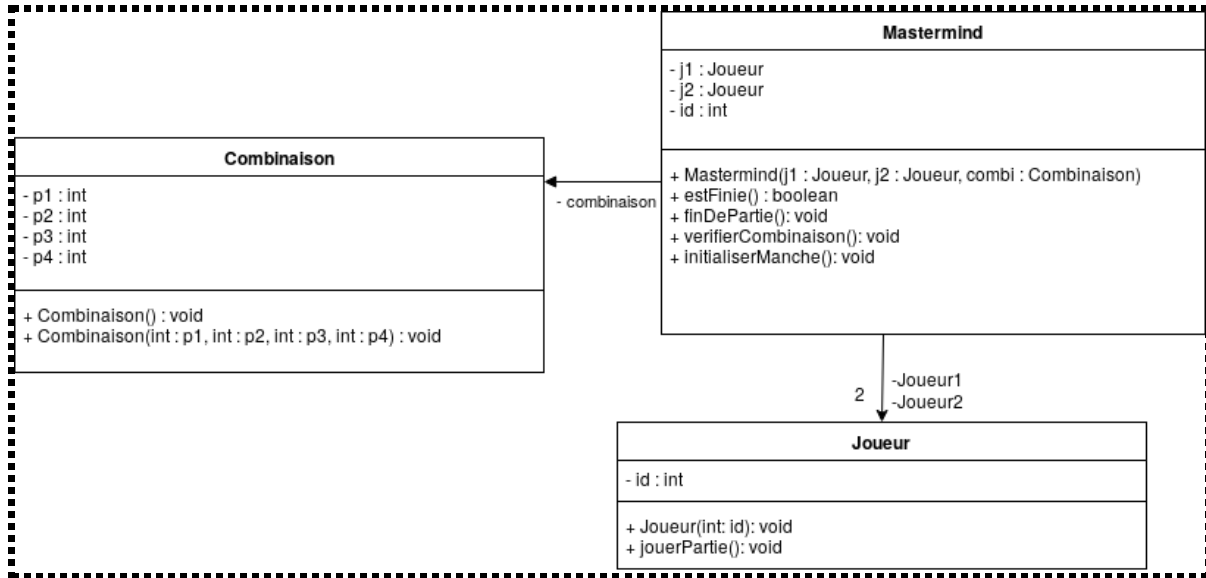 Mastermind
- j1 : Joueur
- j2 : Joueur
- id : int
+ Mastermind(j1 : Joueur, j2 : Joueur, combi : Combinaison)
+ estFinie() : boolean
+ finDePartie(): void
+ verifierCombinaison(): void
+ initialiserManche(): void
Combinaison
- p1 : int
- p2 : int
- p3 : int
- p4 : int
+ Combinaison() : void
+ Combinaison(int : p1, int : p2, int : p3, int : p4) : void
- combinaison
2
-Joueur1
-Joueur2
Joueur
- id : int
+ Joueur(int: id): void
+ jouerPartie(): void